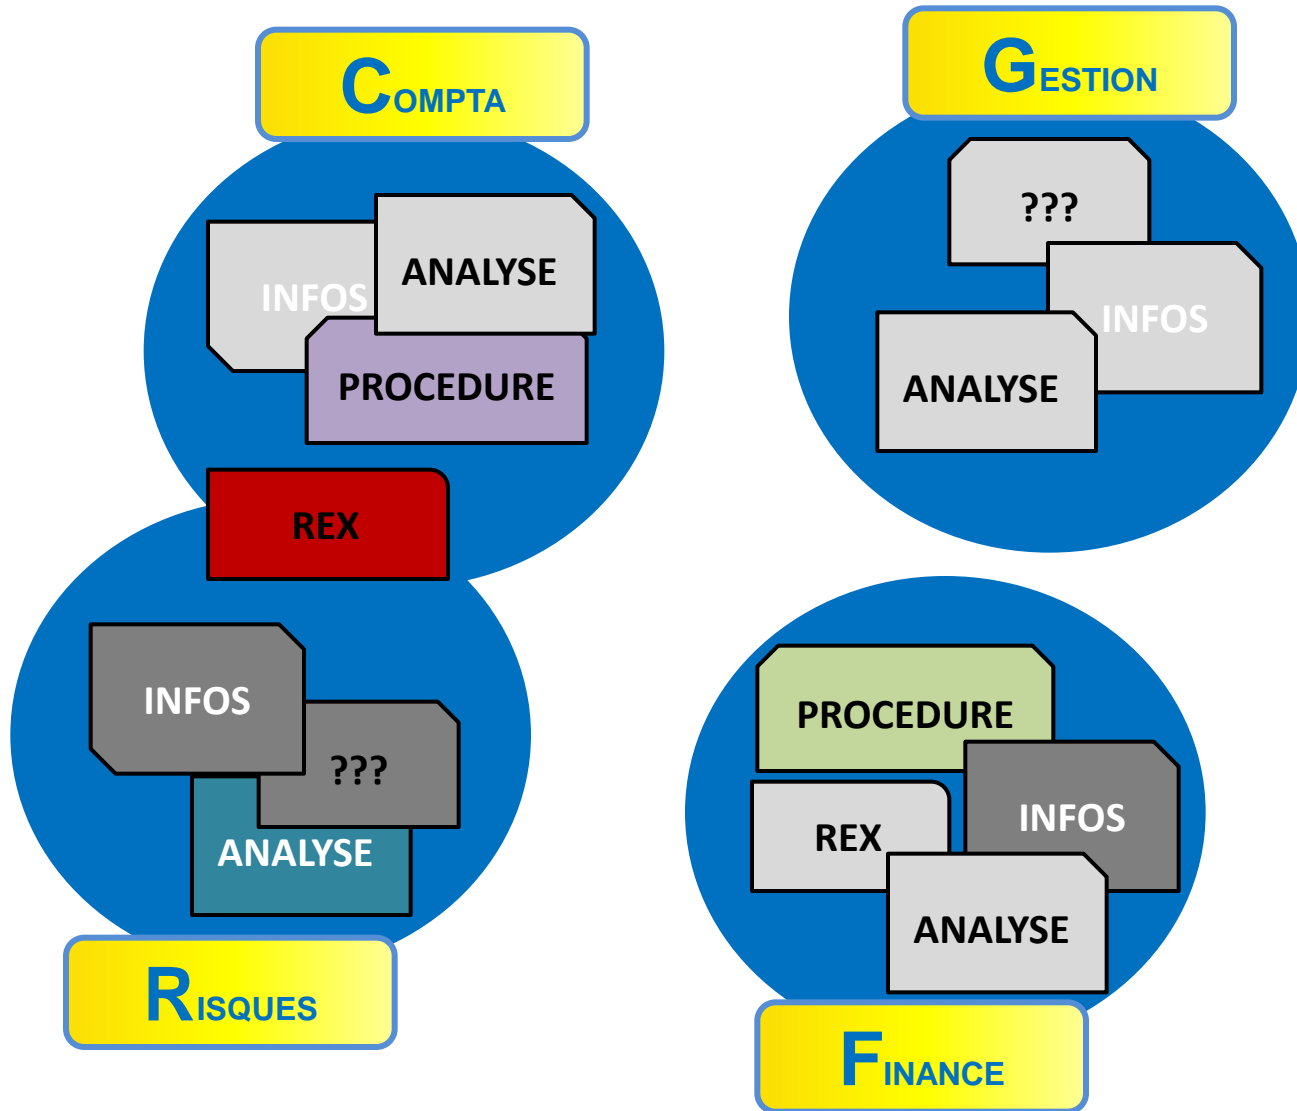 COMPTA
INFOS
ANALYSE
PROCEDURE
REX
GESTION
???
INFOS
ANALYSE
INFOS
???
ANALYSE
RISQUES
PROCEDURE
REX
INFOS
ANALYSE
FINANCE